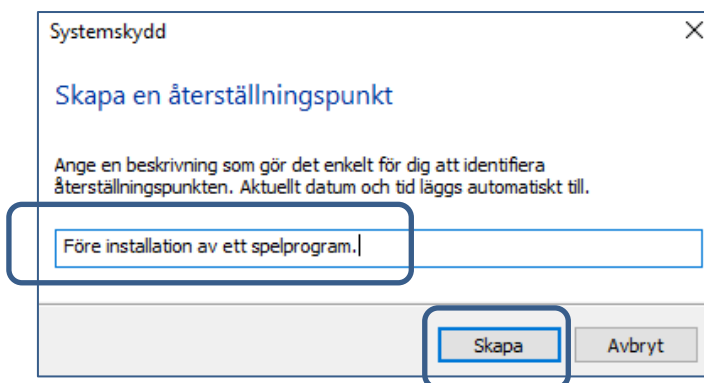 Systemskydd
Skapa en återställningspunkt
Ange en beskrivning som gör det enkelt för dig att identifiera
återställningspunkten. Aktuellt datum och tid läggs automatiskt till.
Före installation av ett spelprogram.
Skapa Avbryt